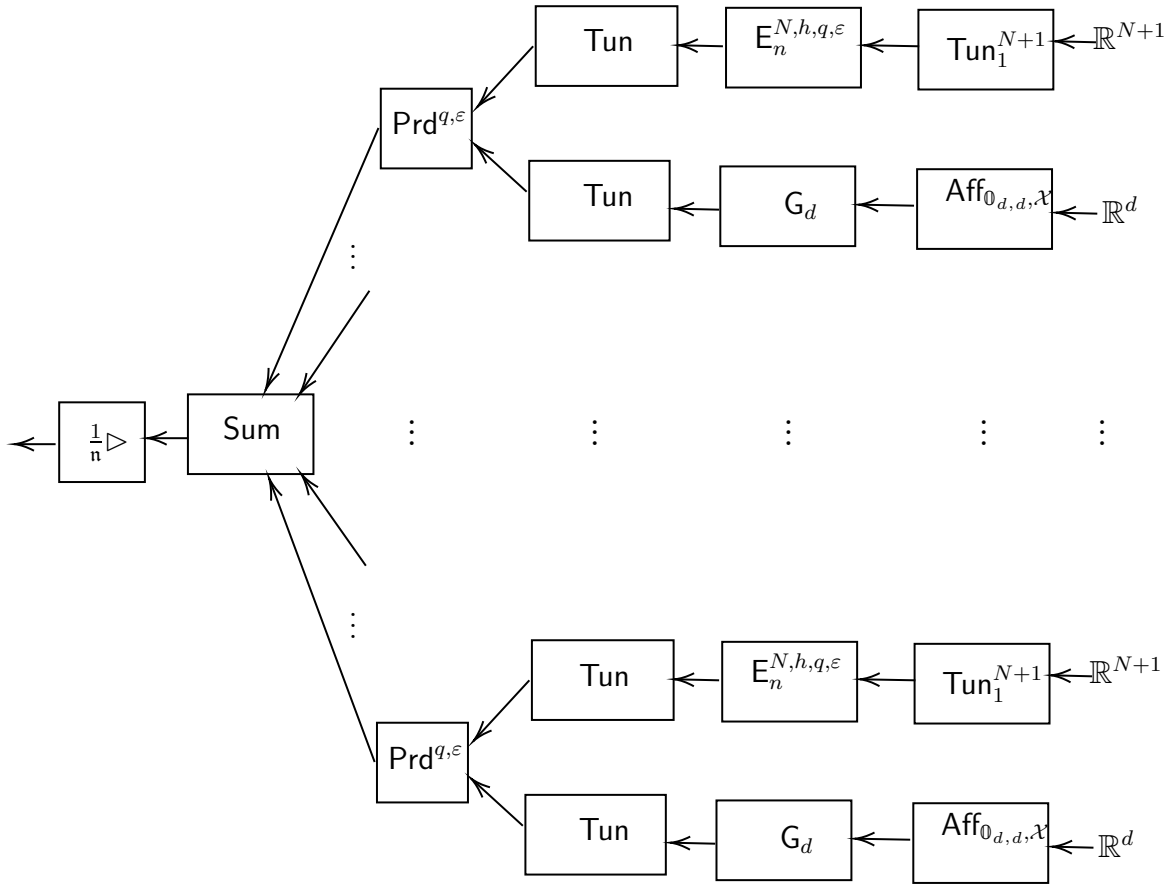 Tun E_n^{N,h,q,ε} Tun_1^{N+1} ℝ^{N+1}
Prd^{q,ε}
Tun G_d Aff_{𝟘_{d,d},𝒳} ℝ^d
⋮
1/𝔫 ▷ Sum ⋮ ⋮ ⋮ ⋮ ⋮
⋮
Tun E_n^{N,h,q,ε} Tun_1^{N+1} ℝ^{N+1}
Prd^{q,ε}
Tun G_d Aff_{𝟘_{d,d},𝒳} ℝ^d